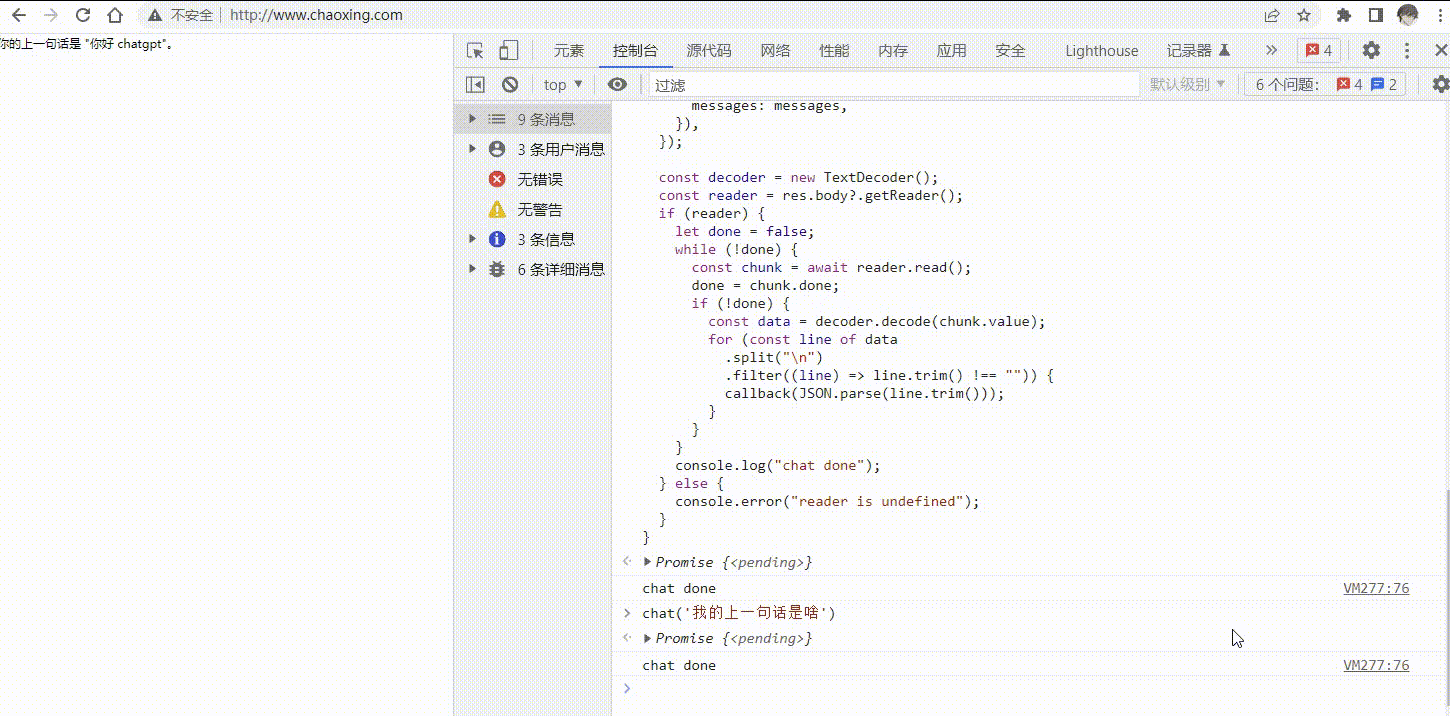 不安全 http://www.chaoxing.com
你的上一句话是 "你好 chatgpt"。
元素 控制台 源代码 网络 性能 内存 应用 安全 Lighthouse 记录器 » 4
top 过滤 默认级别 6 个问题: 4 2
9 条消息
3 条用户消息
无错误
无警告
3 条信息
6 条详细消息
messages: messages,
}),
});
const decoder = new TextDecoder();
const reader = res.body?.getReader();
if (reader) {
let done = false;
while (!done) {
const chunk = await reader.read();
done = chunk.done;
if (!done) {
const data = decoder.decode(chunk.value);
for (const line of data
.split("\n")
.filter((line) => line.trim() !== "")) {
callback(JSON.parse(line.trim()));
}
}
}
console.log("chat done");
} else {
console.error("reader is undefined");
}
}
Promise {<pending>}
chat done VM277:76
chat('我的上一句话是啥')
Promise {<pending>}
chat done VM277:76